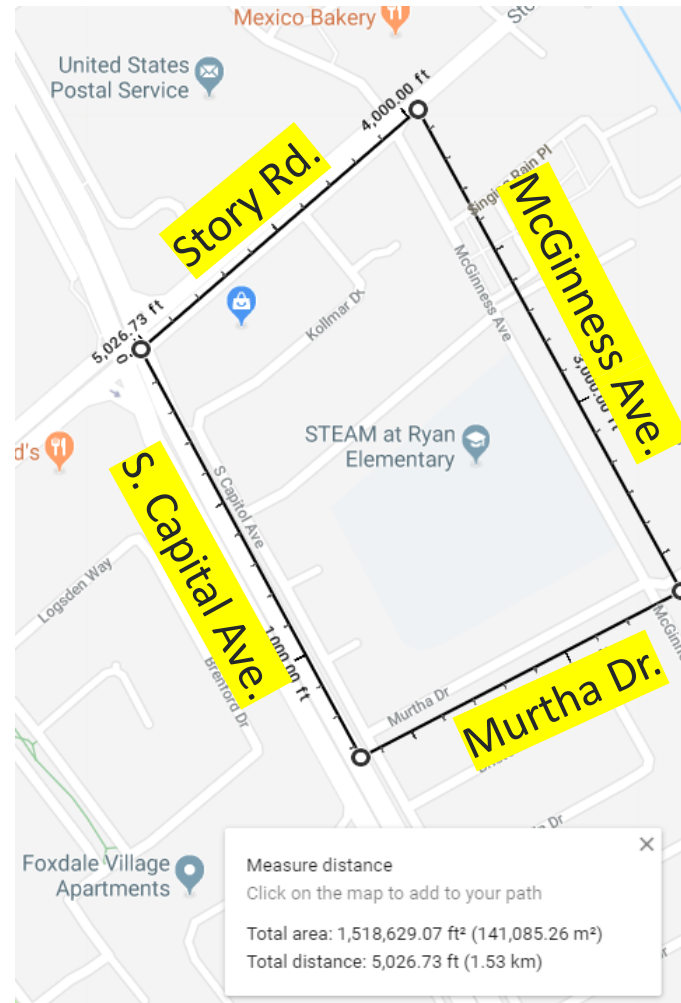 Mexico Bakery
Sto
United States
Postal Service
4,000.00 ft
Story Rd.
Singing Rain Pl
McGinness Ave.
McGinness Ave
5,026.73 ft
0.
Kollmar Dr
3,000.00 ft
d's
STEAM at Ryan
Elementary
S. Capital Ave.
S Capitol Ave
Logsden Way
1,000.00 ft
McGinn
Brenford Dr
Murtha Dr
Murtha Dr.
Dr
Foxdale Village
Apartments
Measure distance
Click on the map to add to your path
Total area: 1,518,629.07 ft² (141,085.26 m²)
Total distance: 5,026.73 ft (1.53 km)